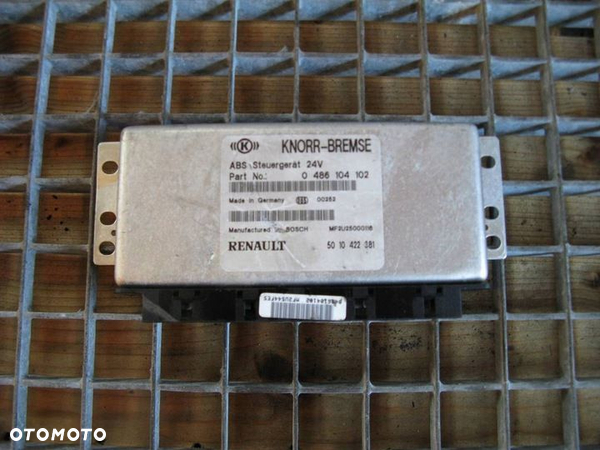 ((K)) KNORR-BREMSE
ABS Steuergerät 24V
Part No.: 0 486 104 102
Made in Germany 00253
Manufactured BOSCH
RENAULT 50 10 422 381
OTOMOTO